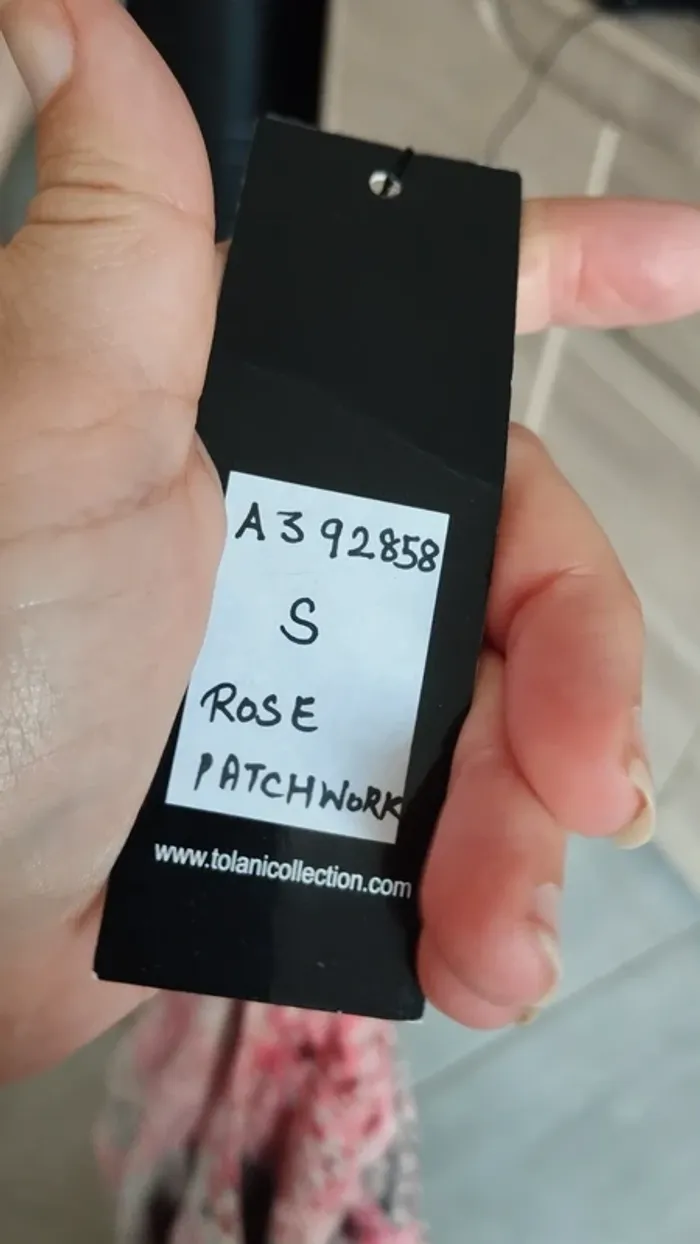 A392858
S
ROSE
PATCHWORK
www.tolanicollection.com